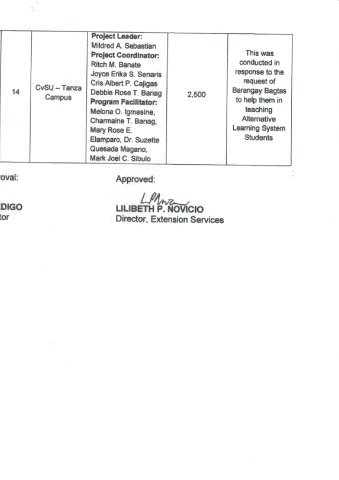 Project Leader:
Mildred A. Sebastian
Project Coordinator:
Ritch M. Banate
Joyce Erika S. Senaris
Cris Albert P. Cajigas
Debbie Rose T. Banag
Program Facilitator:
Melona O. Igmasine,
Charmaine T. Banag,
Mary Rose E.
Elamparo, Dr. Suzette
Quesada Magano,
Mark Joel C. Sibulo
14
CvSU – Tanza
Campus
2,500
This was
conducted in
response to the
request of
Barangay Bagtas
to help them in
teaching
Alternative
Learning System
Students
oval:
DIGO
tor
Approved:
LILIBETH P. NOVICIO
Director, Extension Services